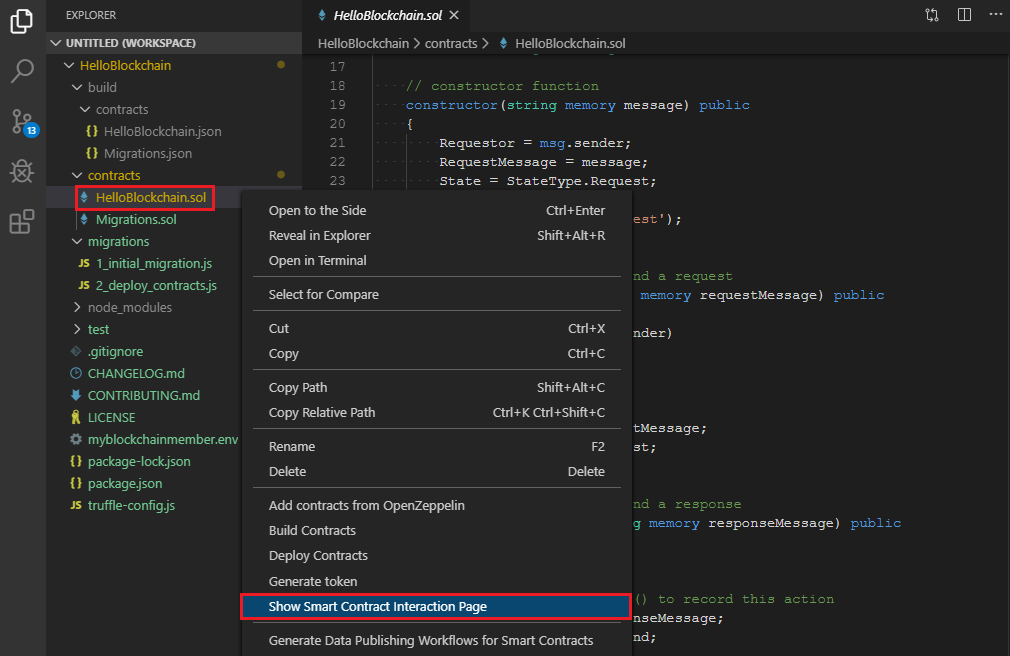 EXPLORER
UNTITLED (WORKSPACE)
HelloBlockchain
build
contracts
{} HelloBlockchain.json
{} Migrations.json
contracts
HelloBlockchain.sol
Migrations.sol
migrations
JS 1_initial_migration.js
JS 2_deploy_contracts.js
node_modules
test
.gitignore
CHANGELOG.md
CONTRIBUTING.md
LICENSE
myblockchainmember.env
{} package-lock.json
{} package.json
JS truffle-config.js
13
HelloBlockchain.sol
HelloBlockchain > contracts > HelloBlockchain.sol
17
18 // constructor function
19 constructor(string memory message) public
20 {
21 Requestor = msg.sender;
22 RequestMessage = message;
23 State = StateType.Request;
est');
nd a request
memory requestMessage) public
nder)
tMessage;
st;
nd a response
g memory responseMessage) public
() to record this action
nseMessage;
nd;
Open to the Side Ctrl+Enter
Reveal in Explorer Shift+Alt+R
Open in Terminal
Select for Compare
Cut Ctrl+X
Copy Ctrl+C
Copy Path Shift+Alt+C
Copy Relative Path Ctrl+K Ctrl+Shift+C
Rename F2
Delete Delete
Add contracts from OpenZeppelin
Build Contracts
Deploy Contracts
Generate token
Show Smart Contract Interaction Page
Generate Data Publishing Workflows for Smart Contracts